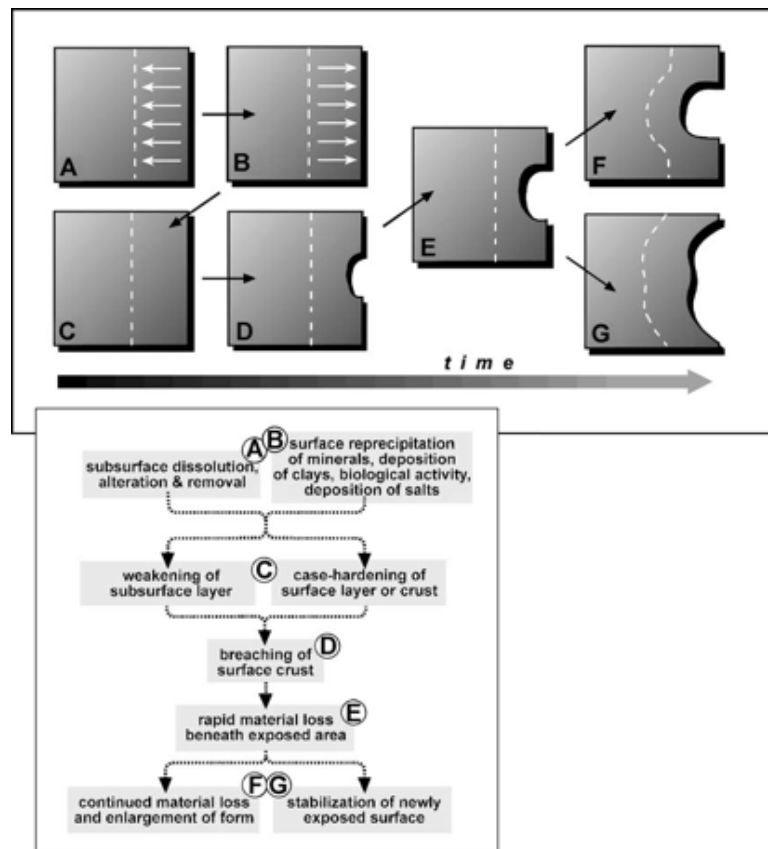 A
B
C
D
E
F
G
time
A
B
subsurface dissolution,
alteration & removal
surface reprecipitation
of minerals, deposition
of clays, biological activity,
deposition of salts
weakening of
subsurface layer
C
case-hardening of
surface layer or crust
breaching of
surface crust
D
rapid material loss
beneath exposed area
E
continued material loss
and enlargement of form
F
G
stabilization of newly
exposed surface